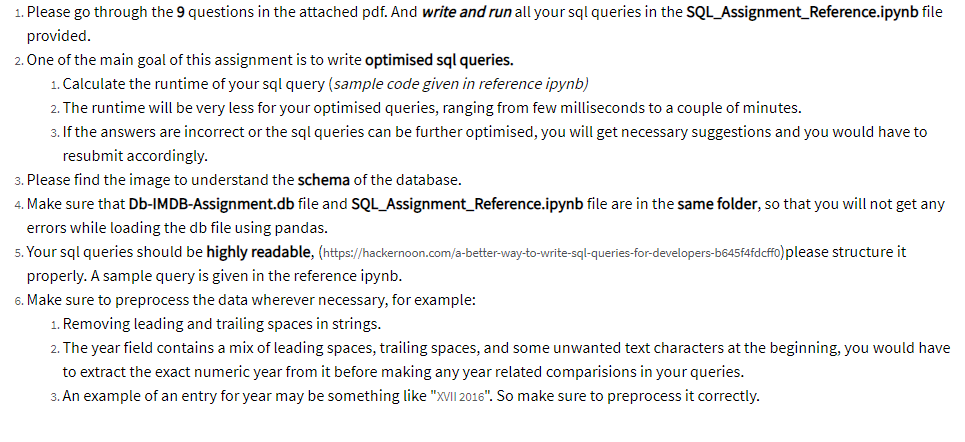 1. Please go through the 9 questions in the attached pdf. And write and run all your sql queries in the SQL_Assignment_Reference.ipynb file
provided.
2. One of the main goal of this assignment is to write optimised sql queries.
1. Calculate the runtime of your sql query (sample code given in reference ipynb)
2. The runtime will be very less for your optimised queries, ranging from few milliseconds to a couple of minutes.
3. If the answers are incorrect or the sql queries can be further optimised, you will get necessary suggestions and you would have to
resubmit accordingly.
3. Please find the image to understand the schema of the database.
4. Make sure that Db-IMDB-Assignment.db file and SQL_Assignment_Reference.ipynb file are in the same folder, so that you will not get any
errors while loading the db file using pandas.
5. Your sql queries should be highly readable, (https://hackernoon.com/a-better-way-to-write-sql-queries-for-developers-b645f4fdcff0)please structure it
properly. A sample query is given in the reference ipynb.
6. Make sure to preprocess the data wherever necessary, for example:
1. Removing leading and trailing spaces in strings.
2. The year field contains a mix of leading spaces, trailing spaces, and some unwanted text characters at the beginning, you would have
to extract the exact numeric year from it before making any year related comparisions in your queries.
3. An example of an entry for year may be something like "XVII 2016". So make sure to preprocess it correctly.